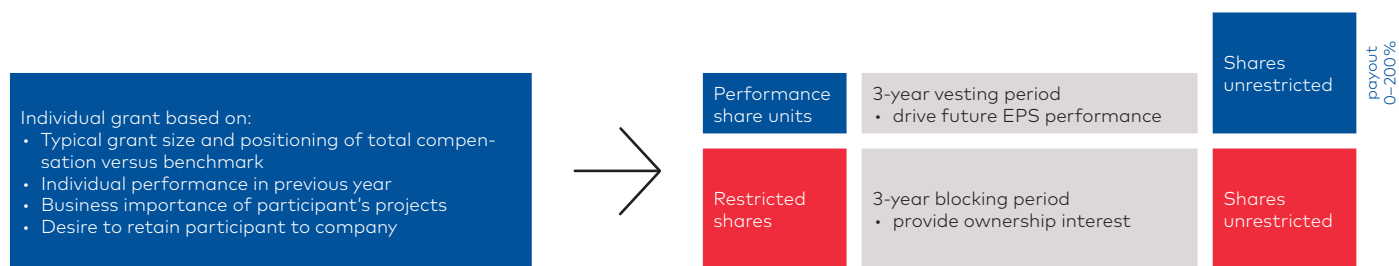 Individual grant based on:
• Typical grant size and positioning of total compen-
sation versus benchmark
• Individual performance in previous year
• Business importance of participant's projects
• Desire to retain participant to company
Performance
share units
3-year vesting period
• drive future EPS performance
Shares
unrestricted
payout
0–200%
Restricted
shares
3-year blocking period
• provide ownership interest
Shares
unrestricted